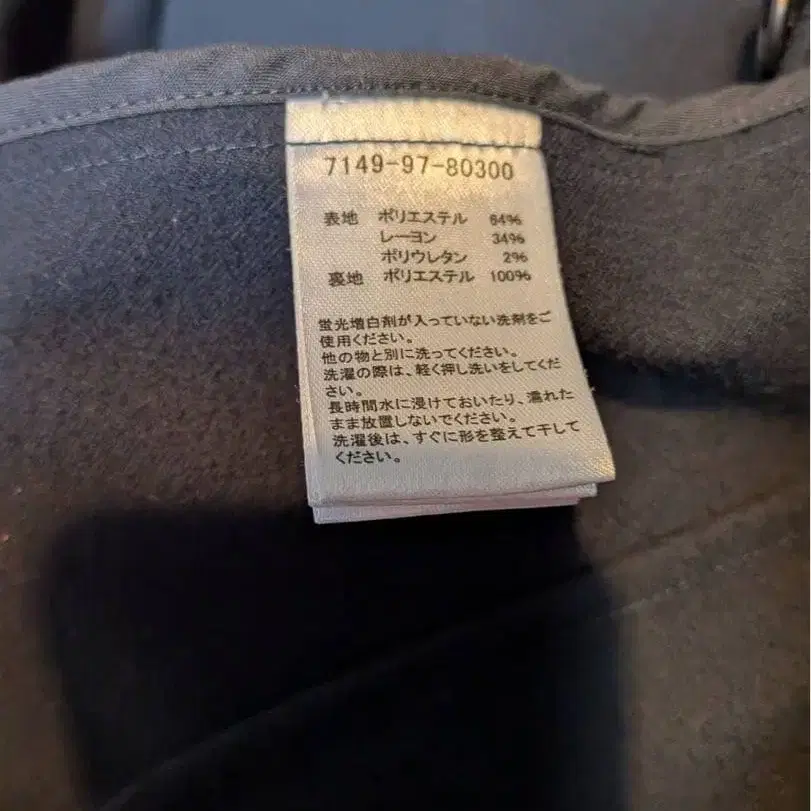 7149-97-80300
表地 ポリエステル 64%
レーヨン 34%
ポリウレタン 2%
裏地 ポリエステル 100%
蛍光増白剤が入っていない洗剤をご
使用ください。
他の物と別に洗ってください。
洗濯の際は、軽く押し洗いをしてくだ
さい。
長時間水に浸けておいたり、濡れた
まま放置しないでください。
洗濯後は、すぐに形を整えて干して
ください。